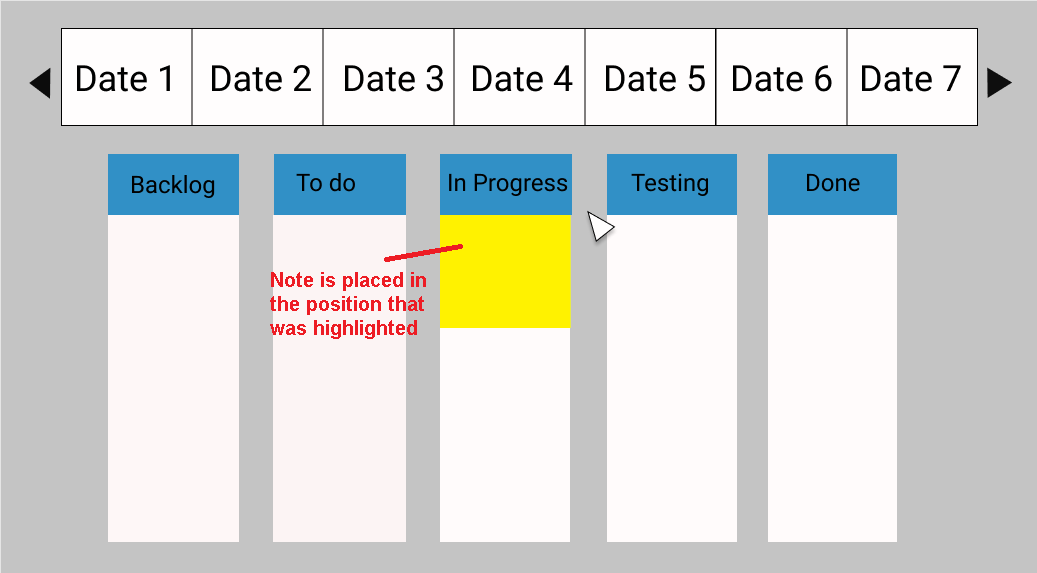 Date 1 Date 2 Date 3 Date 4 Date 5 Date 6 Date 7
Backlog To do In Progress Testing Done
Note is placed in
the position that
was highlighted